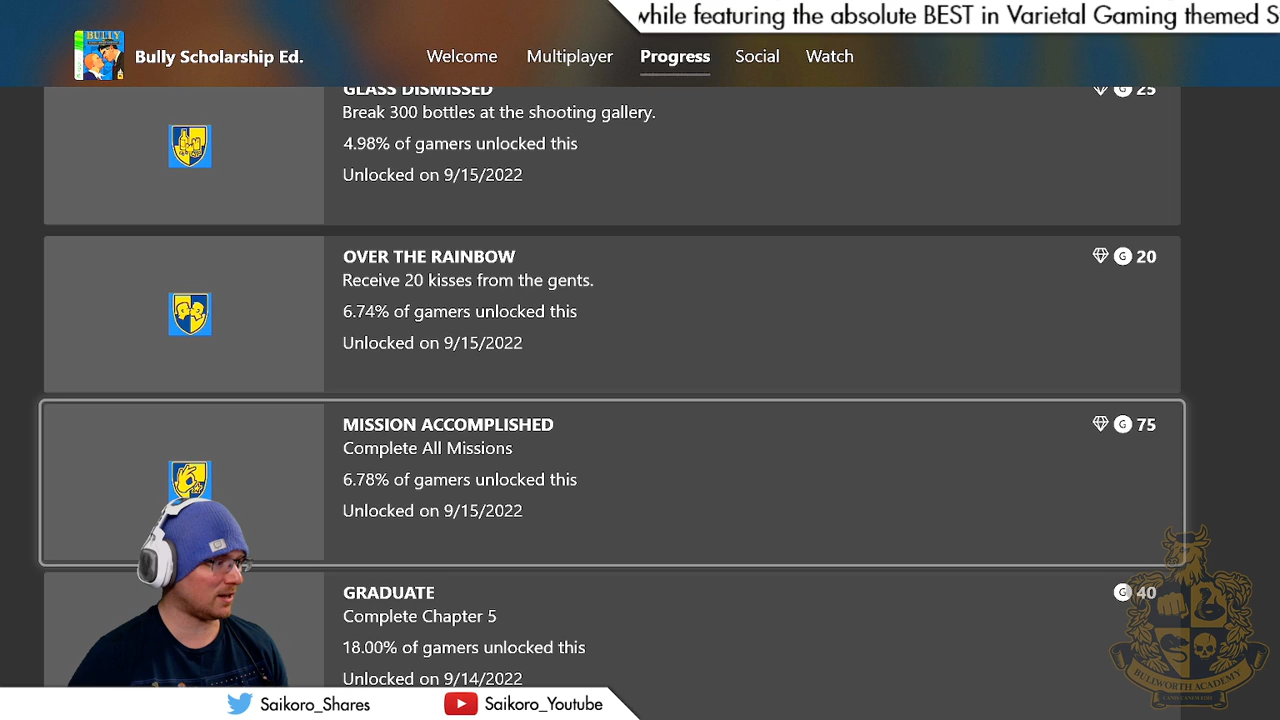 while featuring the absolute BEST in Varietal Gaming themed S
BULLY
Bully Scholarship Ed.
Welcome
Multiplayer
Progress
Social
Watch
GLASS DISMISSED
G 25
Break 300 bottles at the shooting gallery.
4.98% of gamers unlocked this
Unlocked on 9/15/2022
OVER THE RAINBOW
G 20
Receive 20 kisses from the gents.
6.74% of gamers unlocked this
Unlocked on 9/15/2022
MISSION ACCOMPLISHED
G 75
Complete All Missions
6.78% of gamers unlocked this
Unlocked on 9/15/2022
GRADUATE
G 40
Complete Chapter 5
18.00% of gamers unlocked this
Unlocked on 9/14/2022
BULLWORTH ACADEMY
CANIS CANEM EDIT
Saikoro_Shares
Saikoro_Youtube